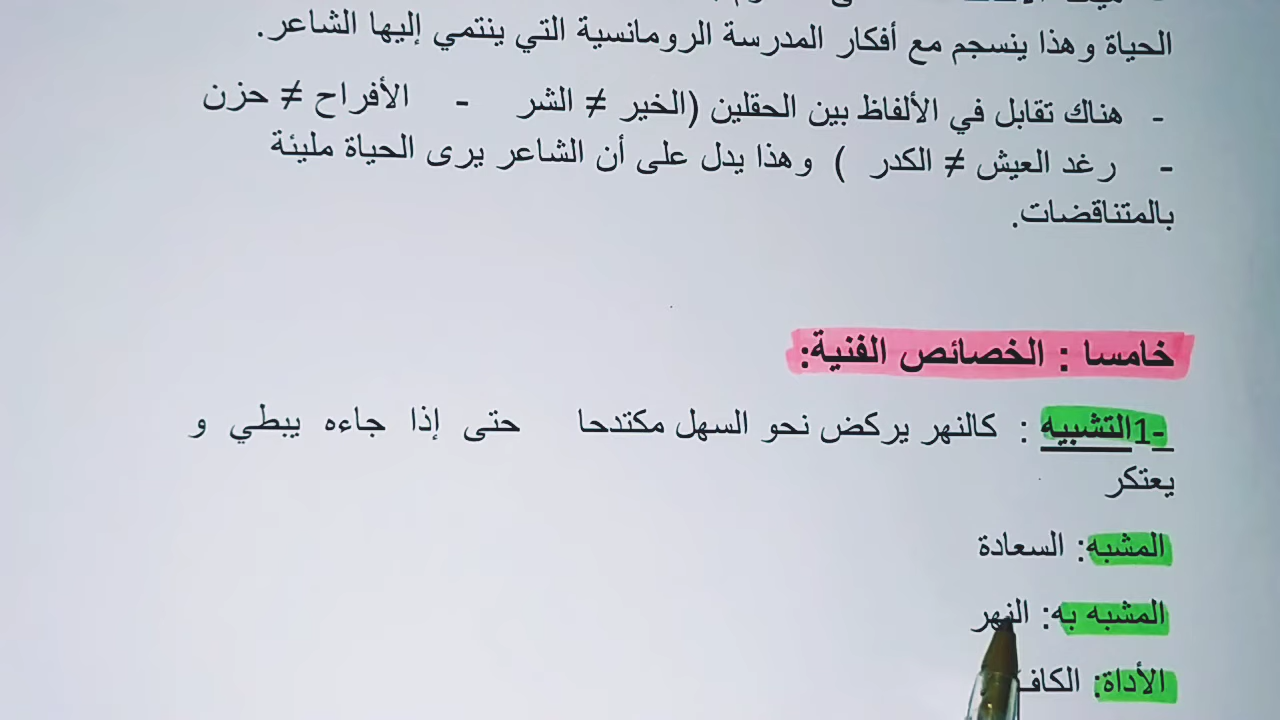 الحياة وهذا ينسجم مع أفكار المدرسة الرومانسية التي ينتمي إليها الشاعر.
- هناك تقابل في الألفاظ بين الحقلين (الخير ≠ الشر - الأفراح ≠ حزن
- رغد العيش ≠ الكدر ) وهذا يدل على أن الشاعر يرى الحياة مليئة
بالمتناقضات.
خامسا : الخصائص الفنية:
1-التشبيه : كالنهر يركض نحو السهل مكتدحا حتى إذا جاءه يبطي و
يعتكر
المشبه: السعادة
المشبه به: النهر
الأداة: الكاف